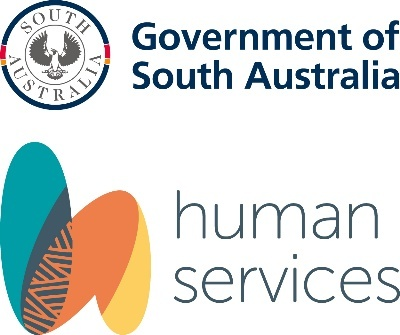 SOUTH
AUSTRALIA
Government of
South Australia
human
services